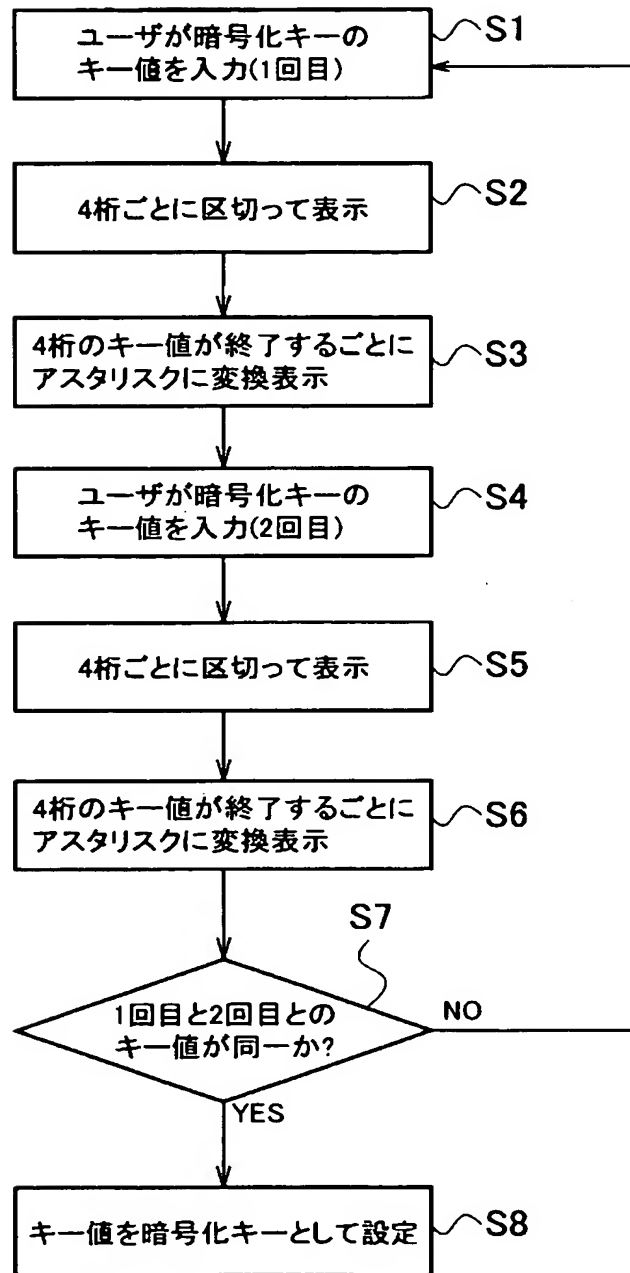 ユーザが暗号化キーの
キー値を入力(1回目)
S1
4桁ごとに区切って表示
S2
4桁のキー値が終了するごとに
アスタリスクに変換表示
S3
ユーザが暗号化キーの
キー値を入力(2回目)
S4
4桁ごとに区切って表示
S5
4桁のキー値が終了するごとに
アスタリスクに変換表示
S6
S7
1回目と2回目との
キー値が同一か?
NO
YES
キー値を暗号化キーとして設定
S8